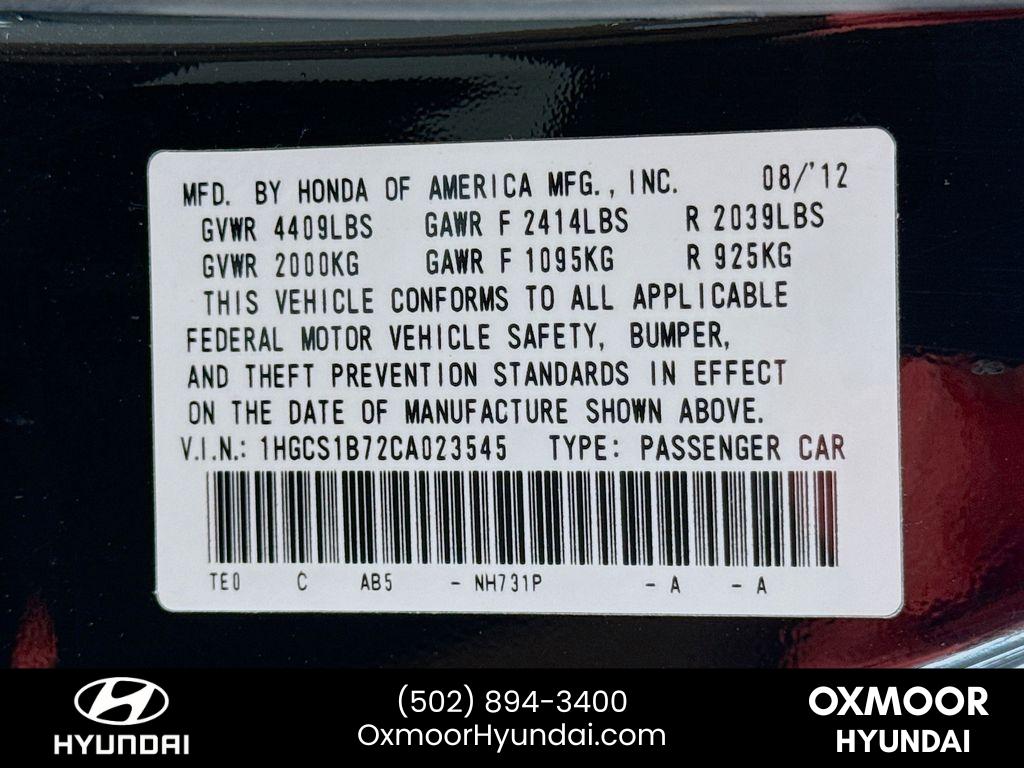 MFD. BY HONDA OF AMERICA MFG., INC. 08/'12
GVWR 4409LBS GAWR F 2414LBS R 2039LBS
GVWR 2000KG GAWR F 1095KG R 925KG
THIS VEHICLE CONFORMS TO ALL APPLICABLE
FEDERAL MOTOR VEHICLE SAFETY, BUMPER,
AND THEFT PREVENTION STANDARDS IN EFFECT
ON THE DATE OF MANUFACTURE SHOWN ABOVE.
V.I.N.: 1HGCS1B72CA023545 TYPE: PASSENGER CAR
TE0 C AB5 - NH731P - A - A
HYUNDAI
(502) 894-3400
OxmoorHyundai.com
OXMOOR
HYUNDAI